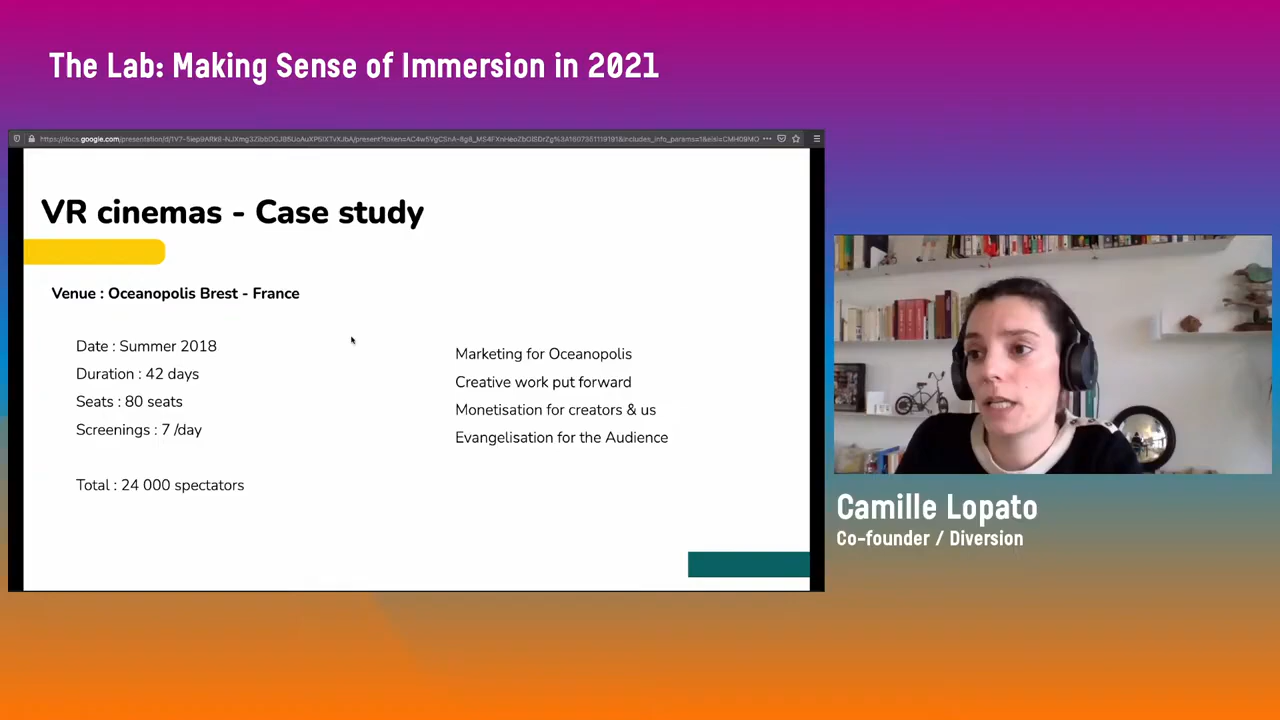 The Lab: Making Sense of Immersion in 2021
VR cinemas - Case study
Venue : Oceanopolis Brest - France
Date : Summer 2018
Duration : 42 days
Seats : 80 seats
Screenings : 7 /day
Total : 24 000 spectators
Marketing for Oceanopolis
Creative work put forward
Monetisation for creators & us
Evangelisation for the Audience
Camille Lopato
Co-founder / Diversion